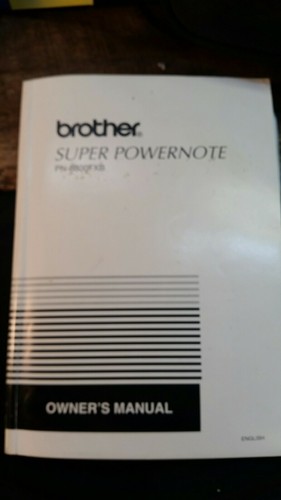 brother®
SUPER POWERNOTE
OWNER'S MANUAL
ENGLISH